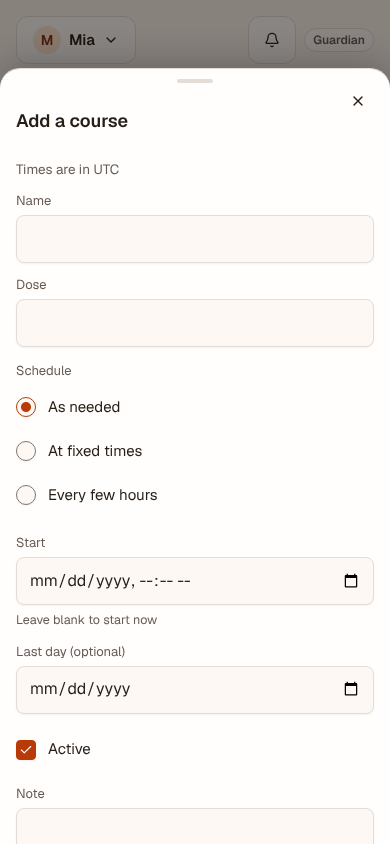 M Mia Guardian
Add a course
Times are in UTC
Name
Dose
Schedule
As needed
At fixed times
Every few hours
Start
mm/dd/yyyy, --:-- --
Leave blank to start now
Last day (optional)
mm/dd/yyyy
Active
Note